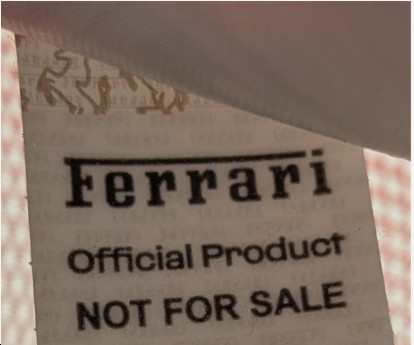 Ferrari
Official Product
NOT FOR SALE